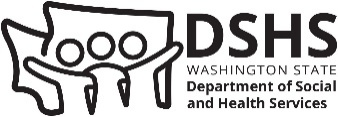 DSHS
WASHINGTON STATE
Department of Social
and Health Services